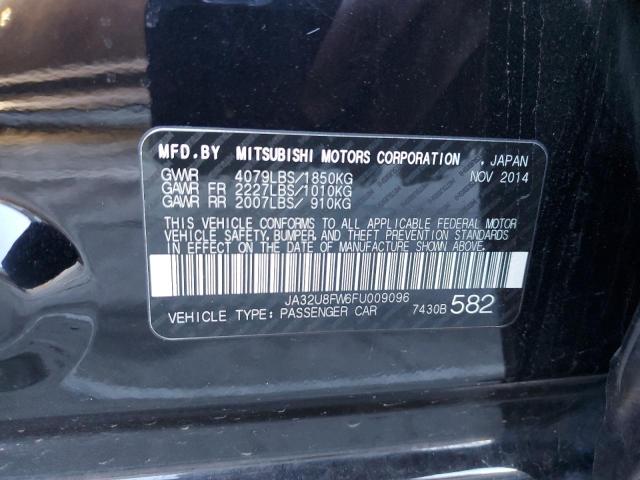 MFD.BY MITSUBISHI MOTORS CORPORATION , JAPAN
GVWR 4079LBS/1850KG NOV 2014
GAWR FR 2227LBS/1010KG
GAWR RR 2007LBS/ 910KG
THIS VEHICLE CONFORMS TO ALL APPLICABLE FEDERAL MOTOR
VEHICLE SAFETY, BUMPER, AND THEFT PREVENTION STANDARDS
IN EFFECT ON THE DATE OF MANUFACTURE SHOWN ABOVE.
JA32U8FW6FU009096
VEHICLE TYPE: PASSENGER CAR 7430B 582